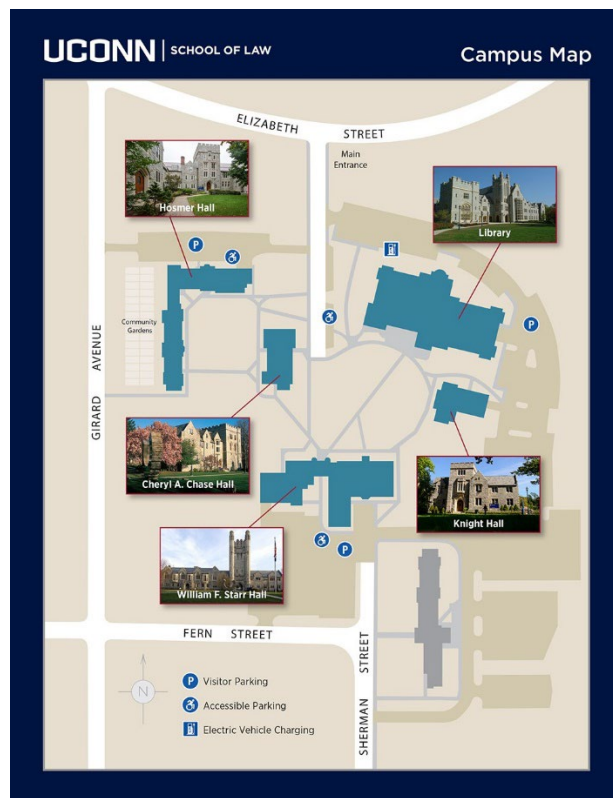 UCONN | SCHOOL OF LAW
Campus Map
ELIZABETH STREET
Main
Entrance
Hosmer Hall
Library
P
P
Community
Gardens
GIRARD AVENUE
Cheryl A. Chase Hall
Knight Hall
William F. Starr Hall
P
FERN STREET
SHERMAN STREET
N
P Visitor Parking
Accessible Parking
Electric Vehicle Charging